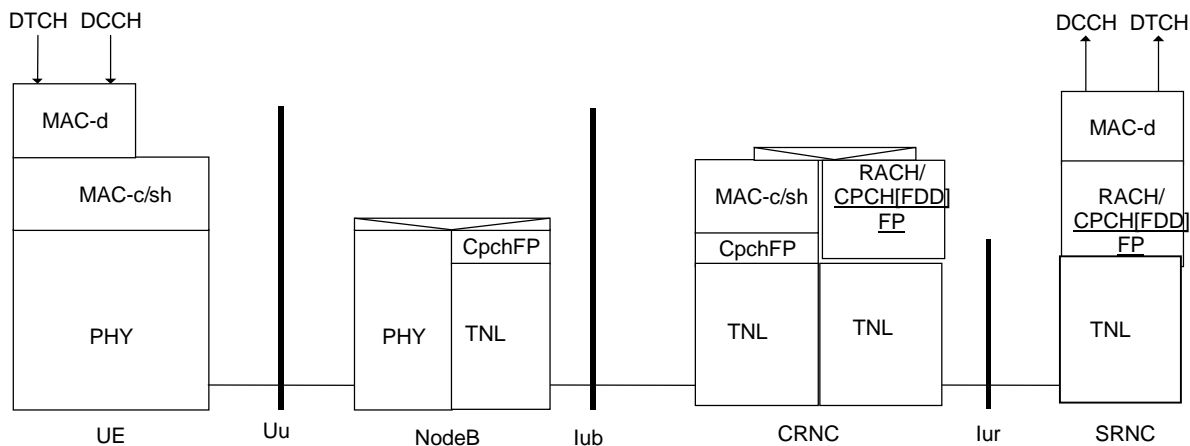 DTCH DCCH
DCCH DTCH
MAC-d
MAC-d
MAC-c/sh
MAC-c/sh
RACH/
CPCH[FDD]
FP
RACH/
CPCH[FDD]
FP
CpchFP
CpchFP
PHY
PHY
TNL
TNL
TNL
TNL
UE
Uu
NodeB
Iub
CRNC
Iur
SRNC